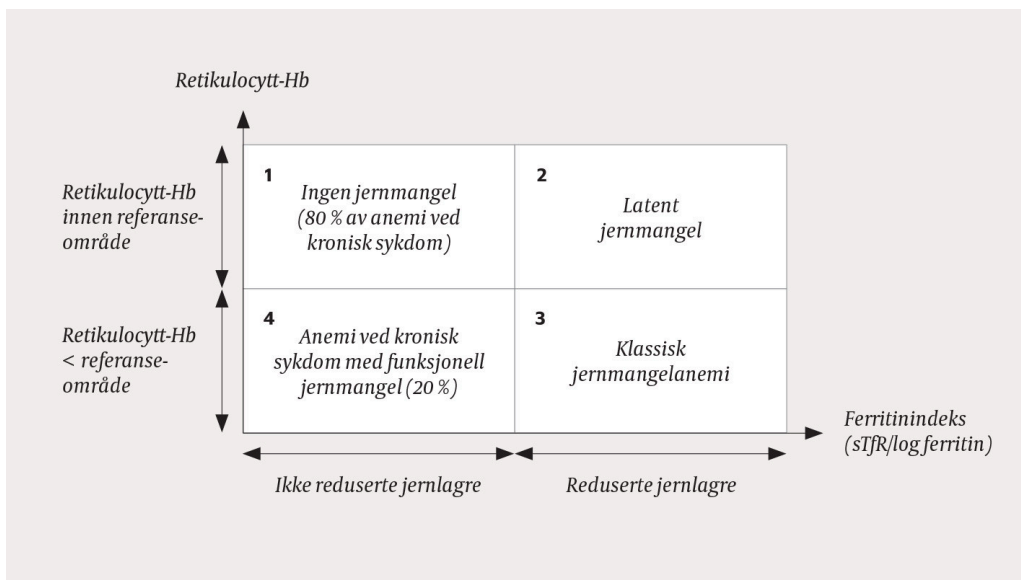 Retikulocytt-Hb
Retikulocytt-Hb
innen referanse-
område
1
Ingen jernmangel
(80 % av anemi ved
kronisk sykdom)
2
Latent
jernmangel
Retikulocytt-Hb
< referanse-
område
4
Anemi ved kronisk
sykdom med funksjonell
jernmangel (20 %)
3
Klassisk
jernmangelanemi
Ferritinindeks
(sTfR/log ferritin)
Ikke reduserte jernlagre
Reduserte jernlagre